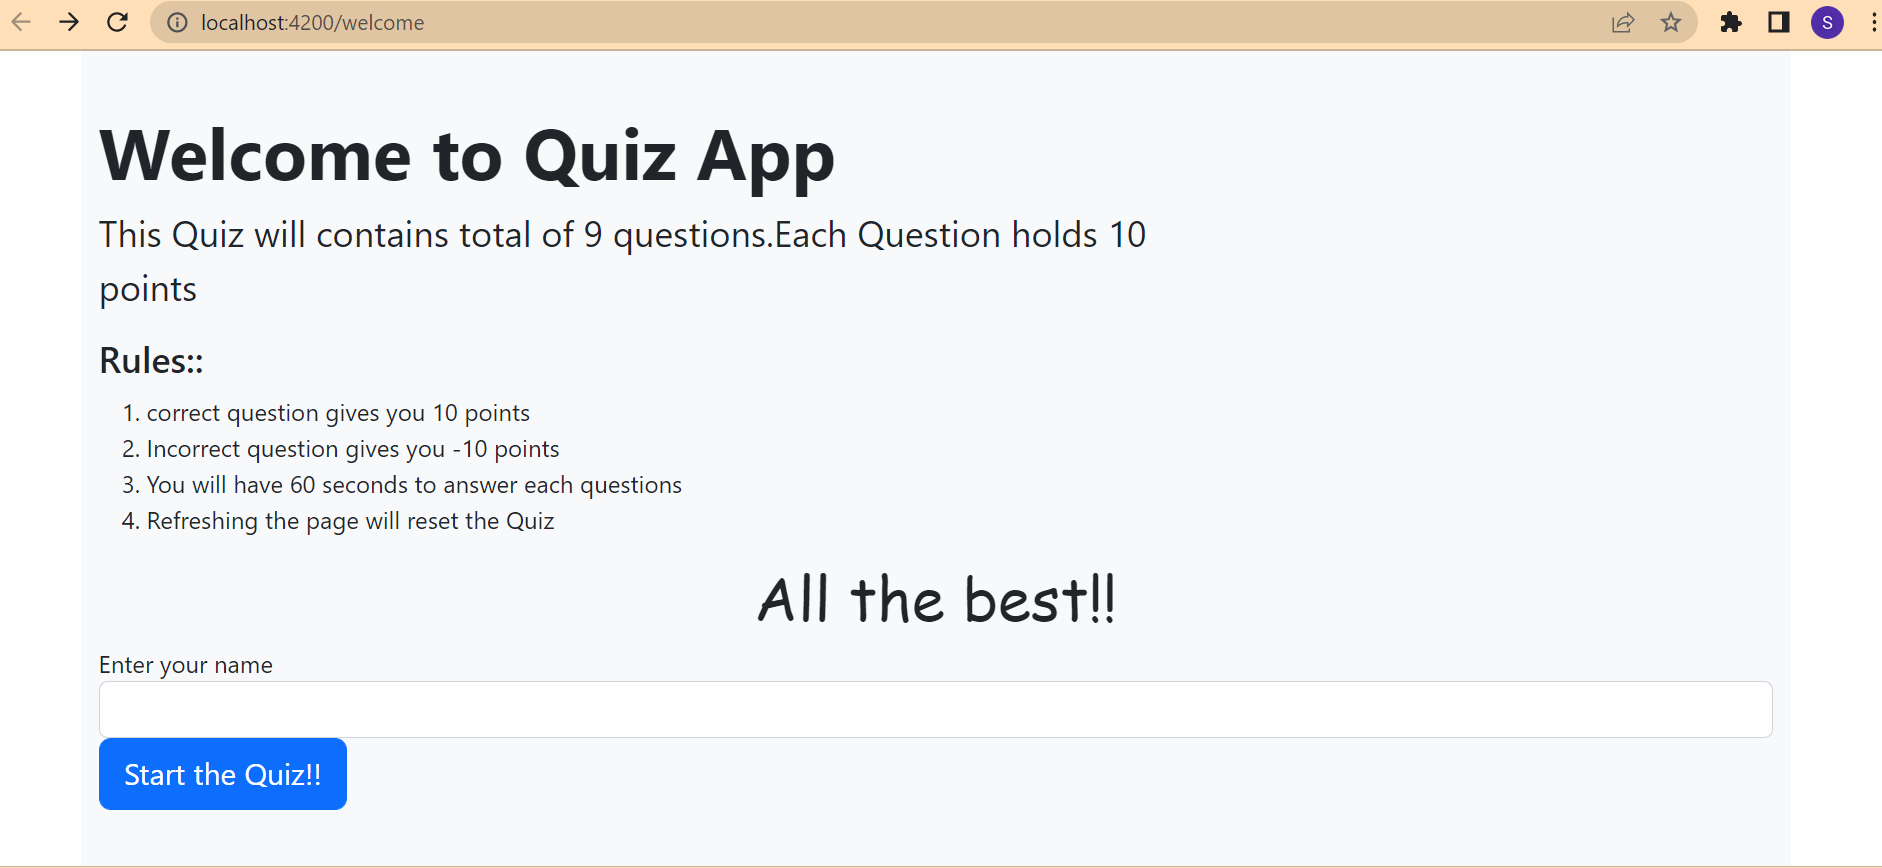 localhost:4200/welcome
S
Welcome to Quiz App
This Quiz will contains total of 9 questions.Each Question holds 10
points
Rules::
1. correct question gives you 10 points
2. Incorrect question gives you -10 points
3. You will have 60 seconds to answer each questions
4. Refreshing the page will reset the Quiz
All the best!!
Enter your name
Start the Quiz!!